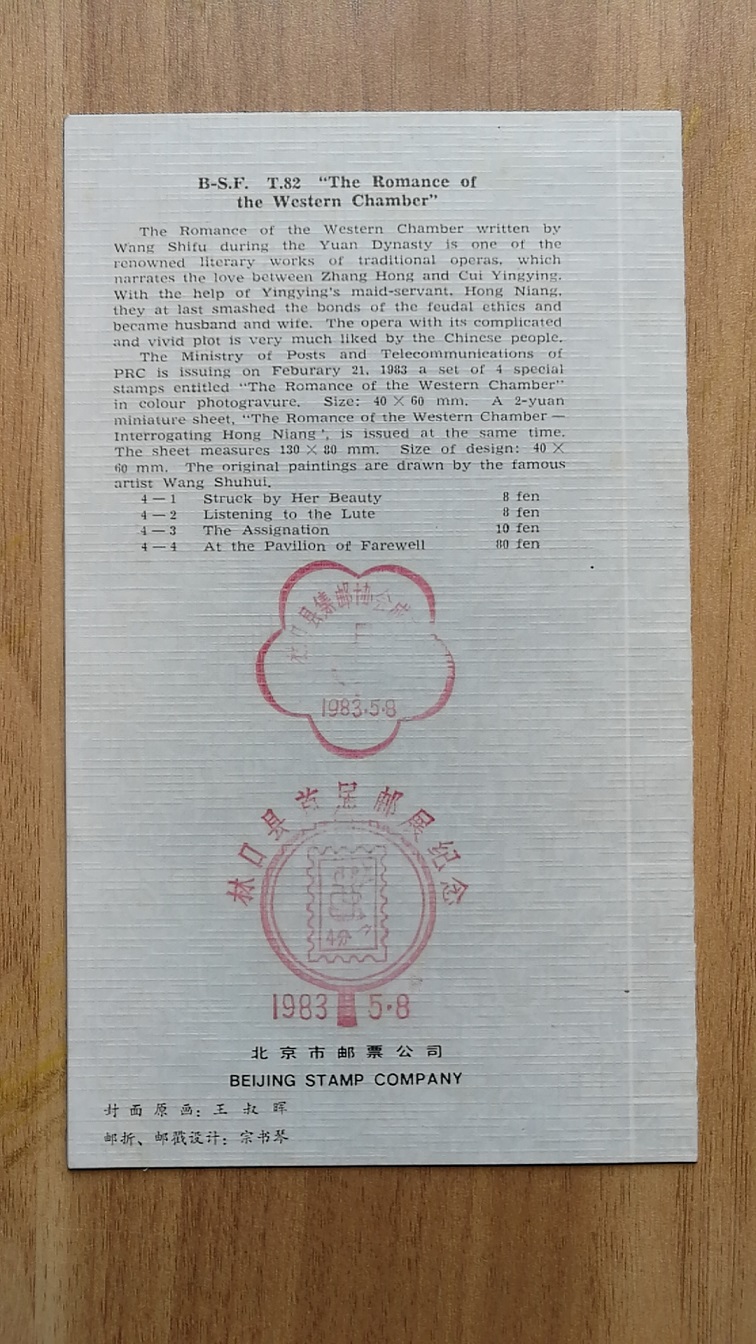 B-S.F. T.82 "The Romance of
the Western Chamber"
The Romance of the Western Chamber written by
Wang Shifu during the Yuan Dynasty is one of the
renowned literary works of traditional operas, which
narrates the love between Zhang Hong and Cui Yingying.
With the help of Yingying's maid-servant, Hong Niang,
they at last smashed the bonds of the feudal ethics and
became husband and wife. The opera with its complicated
and vivid plot is very much liked by the Chinese people.
The Ministry of Posts and Telecommunications of
PRC is issuing on Feburary 21, 1983 a set of 4 special
stamps entitled "The Romance of the Western Chamber"
in colour photogravure. Size: 40 × 60 mm. A 2-yuan
miniature sheet, "The Romance of the Western Chamber —
Interrogating Hong Niang', is issued at the same time.
The sheet measures 130 × 80 mm. Size of design: 40 ×
60 mm. The original paintings are drawn by the famous
artist Wang Shuhui.
4 — 1 Struck by Her Beauty 8 fen
4 — 2 Listening to the Lute 8 fen
4 — 3 The Assignation 10 fen
4 — 4 At the Pavilion of Farewell 80 fen
林口县集邮协会成
1983.5.8
林口县首届邮展纪念
4分
1983 5.8
北京市邮票公司
BEIJING STAMP COMPANY
封面原画：王叔晖
邮折、邮戳设计：宗书琴